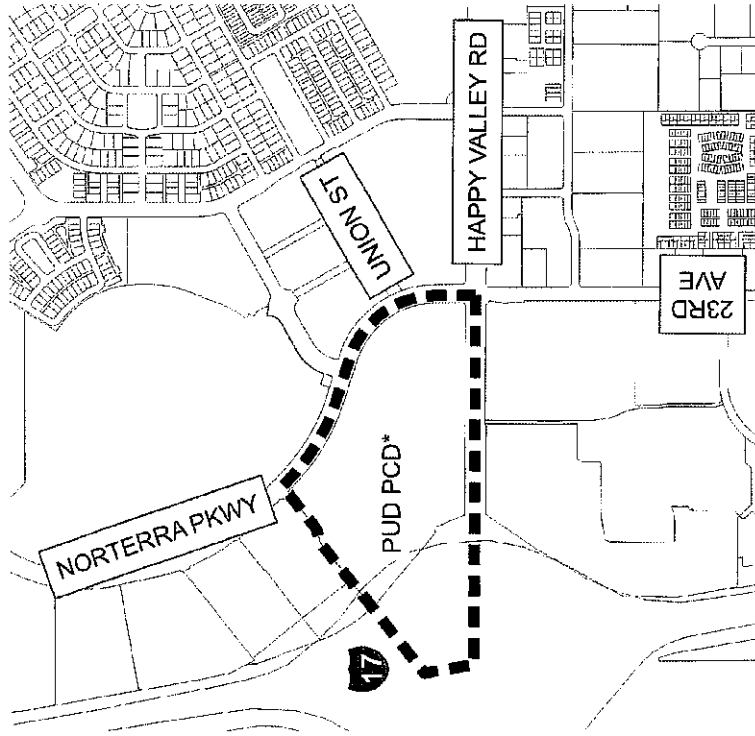 HAPPY VALLEY RD
UNION ST
23RD
AVE
NORTERRA PKWY
PUD PCD*
17